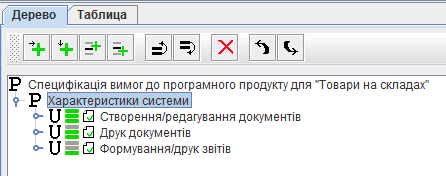 Дерево Таблица
P Специфікація вимог до програмного продукту для "Товари на складах"
P Характеристики системи
U Створення/редагування документів
U Друк документів
U Формування/друк звітів